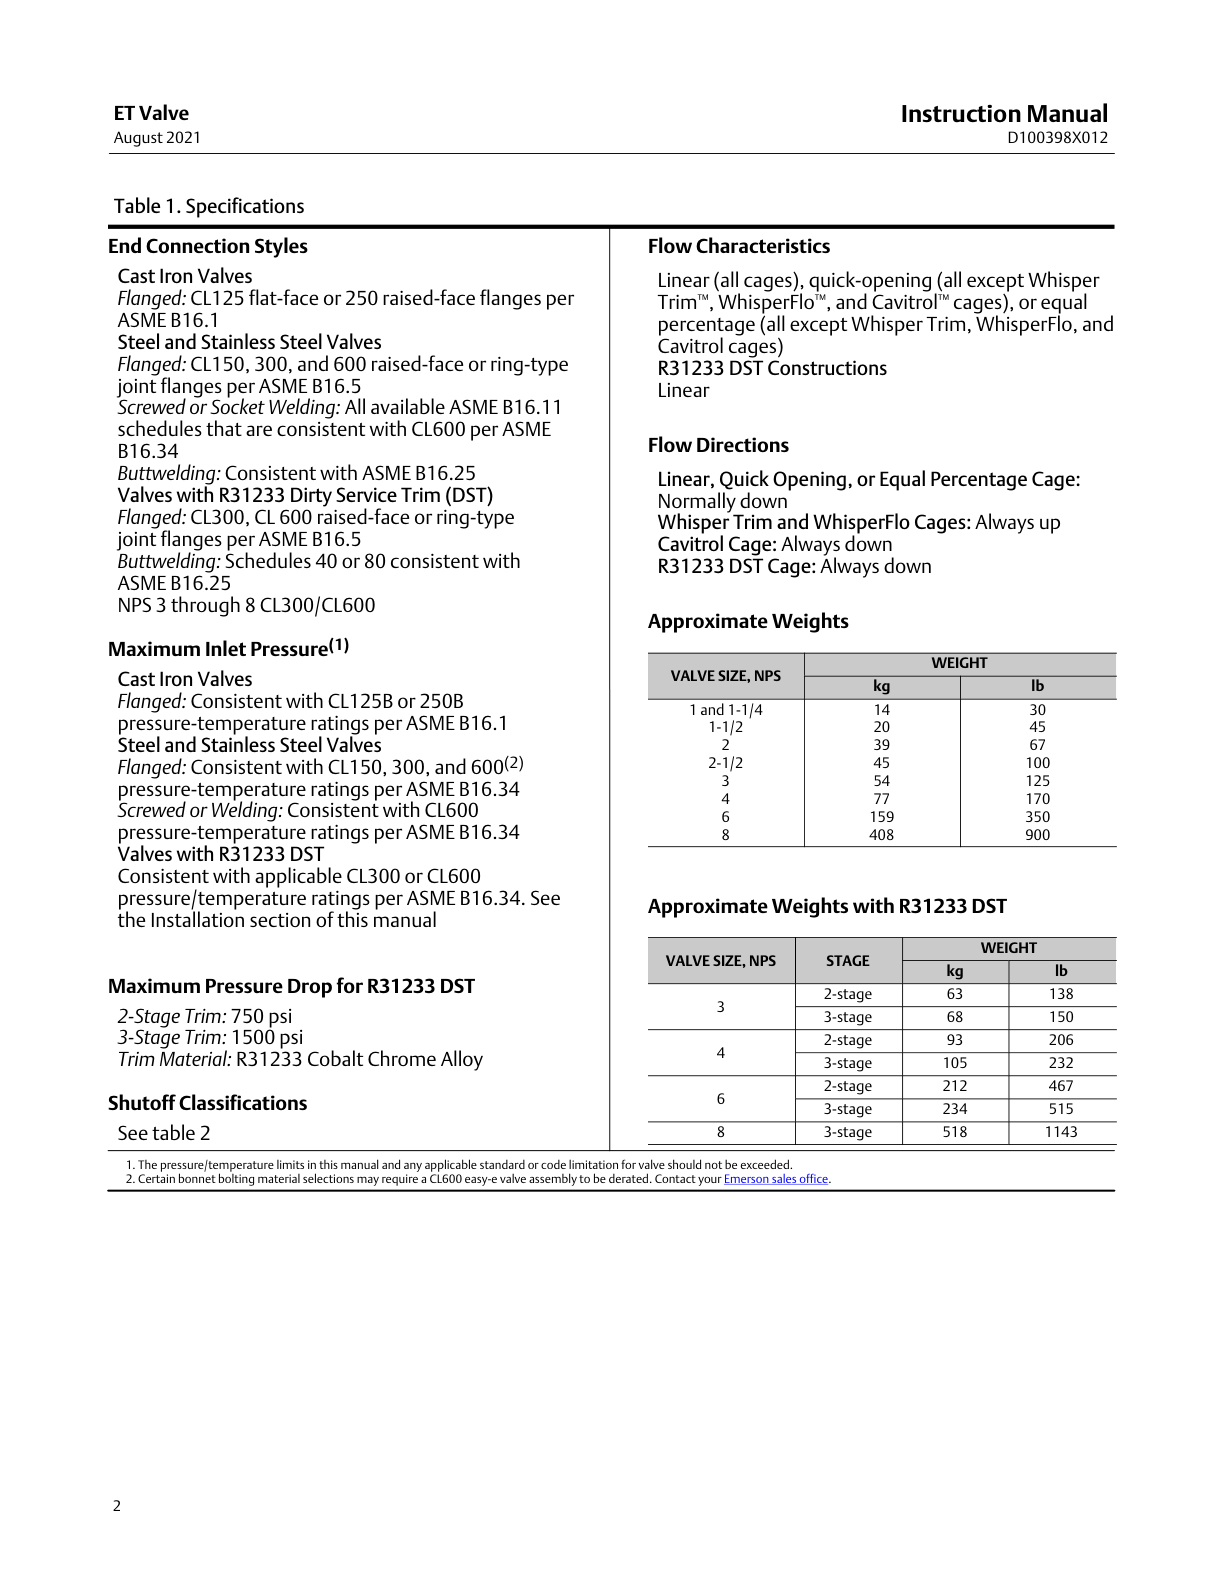 ET Valve
August 2021
Instruction Manual
D100398X012
Table 1. Specifications
End Connection Styles
Cast Iron Valves
Flanged: CL125 flat-face or 250 raised-face flanges per
ASME B16.1
Steel and Stainless Steel Valves
Flanged: CL150, 300, and 600 raised-face or ring-type
joint flanges per ASME B16.5
Screwed or Socket Welding: All available ASME B16.11
schedules that are consistent with CL600 per ASME
B16.34
Buttwelding: Consistent with ASME B16.25
Valves with R31233 Dirty Service Trim (DST)
Flanged: CL300, CL 600 raised-face or ring-type
joint flanges per ASME B16.5
Buttwelding: Schedules 40 or 80 consistent with
ASME B16.25
NPS 3 through 8 CL300/CL600
Maximum Inlet Pressure(1)
Cast Iron Valves
Flanged: Consistent with CL125B or 250B
pressure-temperature ratings per ASME B16.1
Steel and Stainless Steel Valves
Flanged: Consistent with CL150, 300, and 600(2)
pressure-temperature ratings per ASME B16.34
Screwed or Welding: Consistent with CL600
pressure-temperature ratings per ASME B16.34
Valves with R31233 DST
Consistent with applicable CL300 or CL600
pressure/temperature ratings per ASME B16.34. See
the Installation section of this manual
Maximum Pressure Drop for R31233 DST
2-Stage Trim: 750 psi
3-Stage Trim: 1500 psi
Trim Material: R31233 Cobalt Chrome Alloy
Shutoff Classifications
See table 2
Flow Characteristics
Linear (all cages), quick-opening (all except Whisper
Trim™, WhisperFlo™, and Cavitrol™ cages), or equal
percentage (all except Whisper Trim, WhisperFlo, and
Cavitrol cages)
R31233 DST Constructions
Linear
Flow Directions
Linear, Quick Opening, or Equal Percentage Cage:
Normally down
Whisper Trim and WhisperFlo Cages: Always up
Cavitrol Cage: Always down
R31233 DST Cage: Always down
Approximate Weights
VALVE SIZE, NPS WEIGHT
kg lb
1 and 1-1/4 14 30
1-1/2 20 45
2 39 67
2-1/2 45 100
3 54 125
4 77 170
6 159 350
8 408 900
Approximate Weights with R31233 DST
VALVE SIZE, NPS STAGE WEIGHT
kg lb
3 2-stage 63 138
3-stage 68 150
4 2-stage 93 206
3-stage 105 232
6 2-stage 212 467
3-stage 234 515
8 3-stage 518 1143
1. The pressure/temperature limits in this manual and any applicable standard or code limitation for valve should not be exceeded.
2. Certain bonnet bolting material selections may require a CL600 easy-e valve assembly to be derated. Contact your Emerson sales office.
2